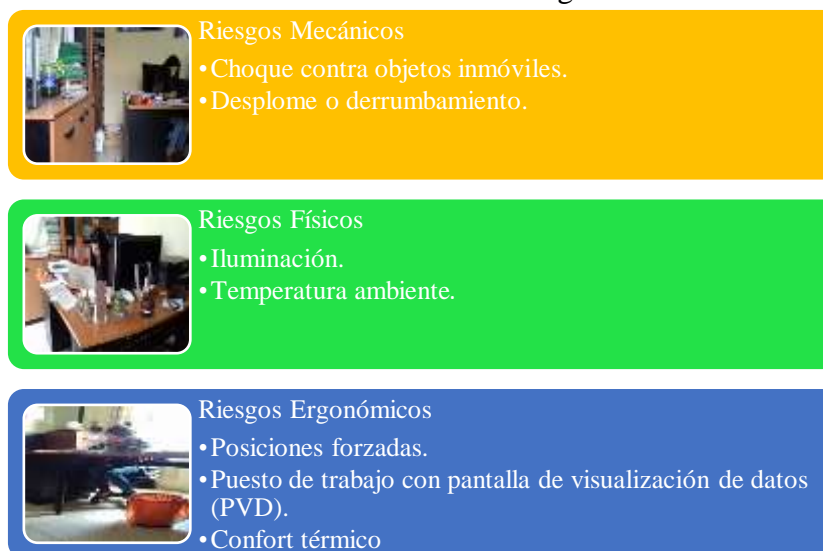 Riesgos Mecánicos
•Choque contra objetos inmóviles.
•Desplome o derrumbamiento.
Riesgos Físicos
•Iluminación.
•Temperatura ambiente.
Riesgos Ergonómicos
•Posiciones forzadas.
•Puesto de trabajo con pantalla de visualización de datos
(PVD).
•Confort térmico